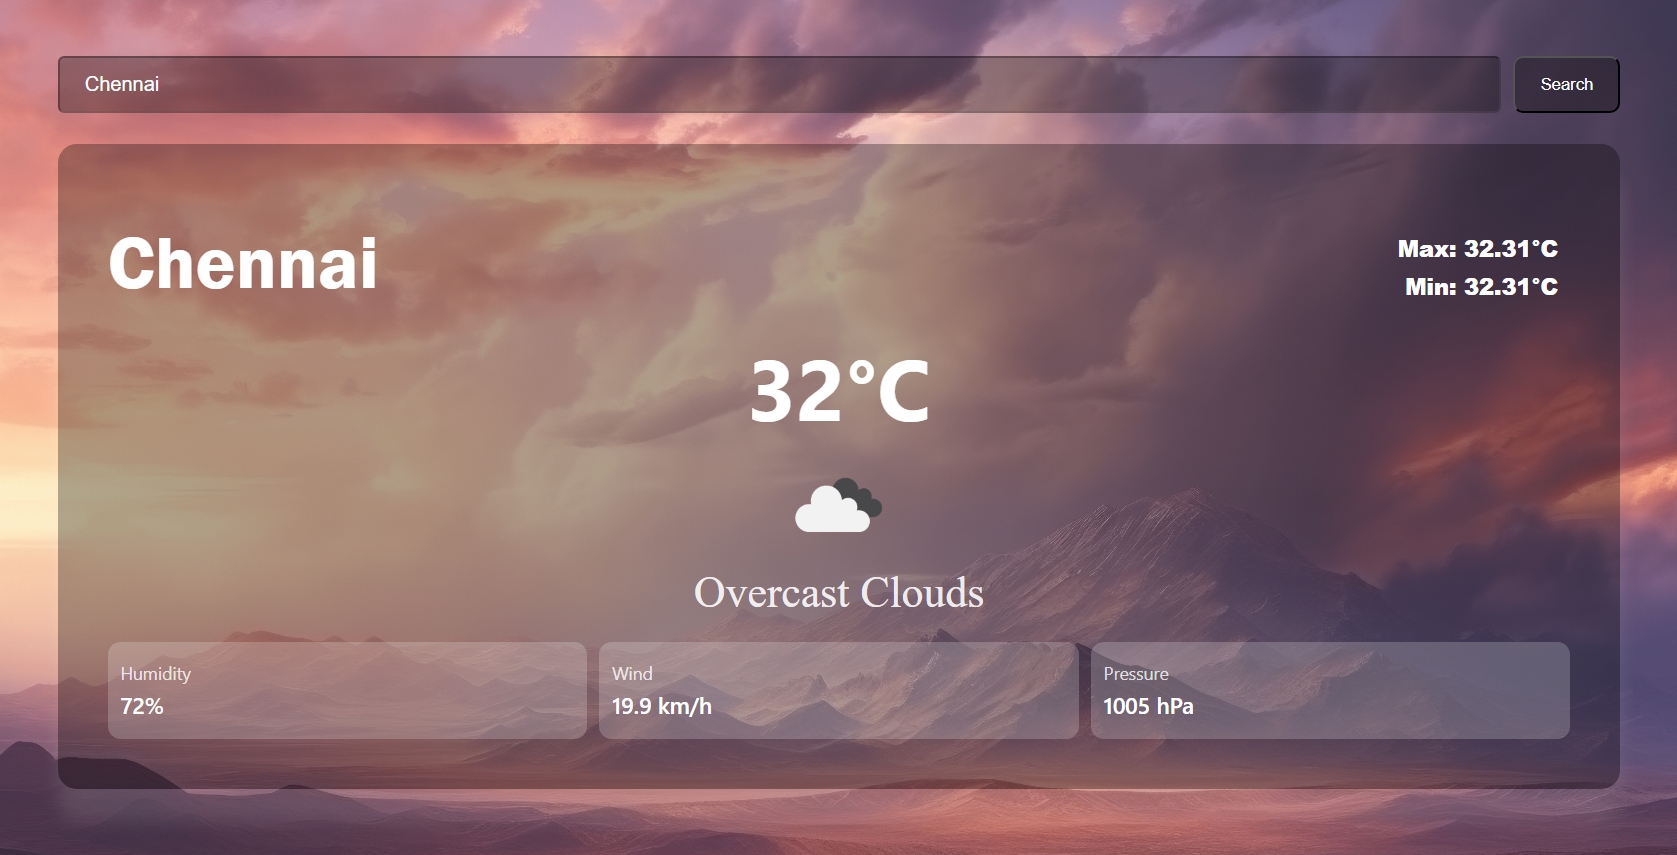 Chennai
Search
Chennai
Max: 32.31°C
Min: 32.31°C
32°C
Overcast Clouds
Humidity
72%
Wind
19.9 km/h
Pressure
1005 hPa